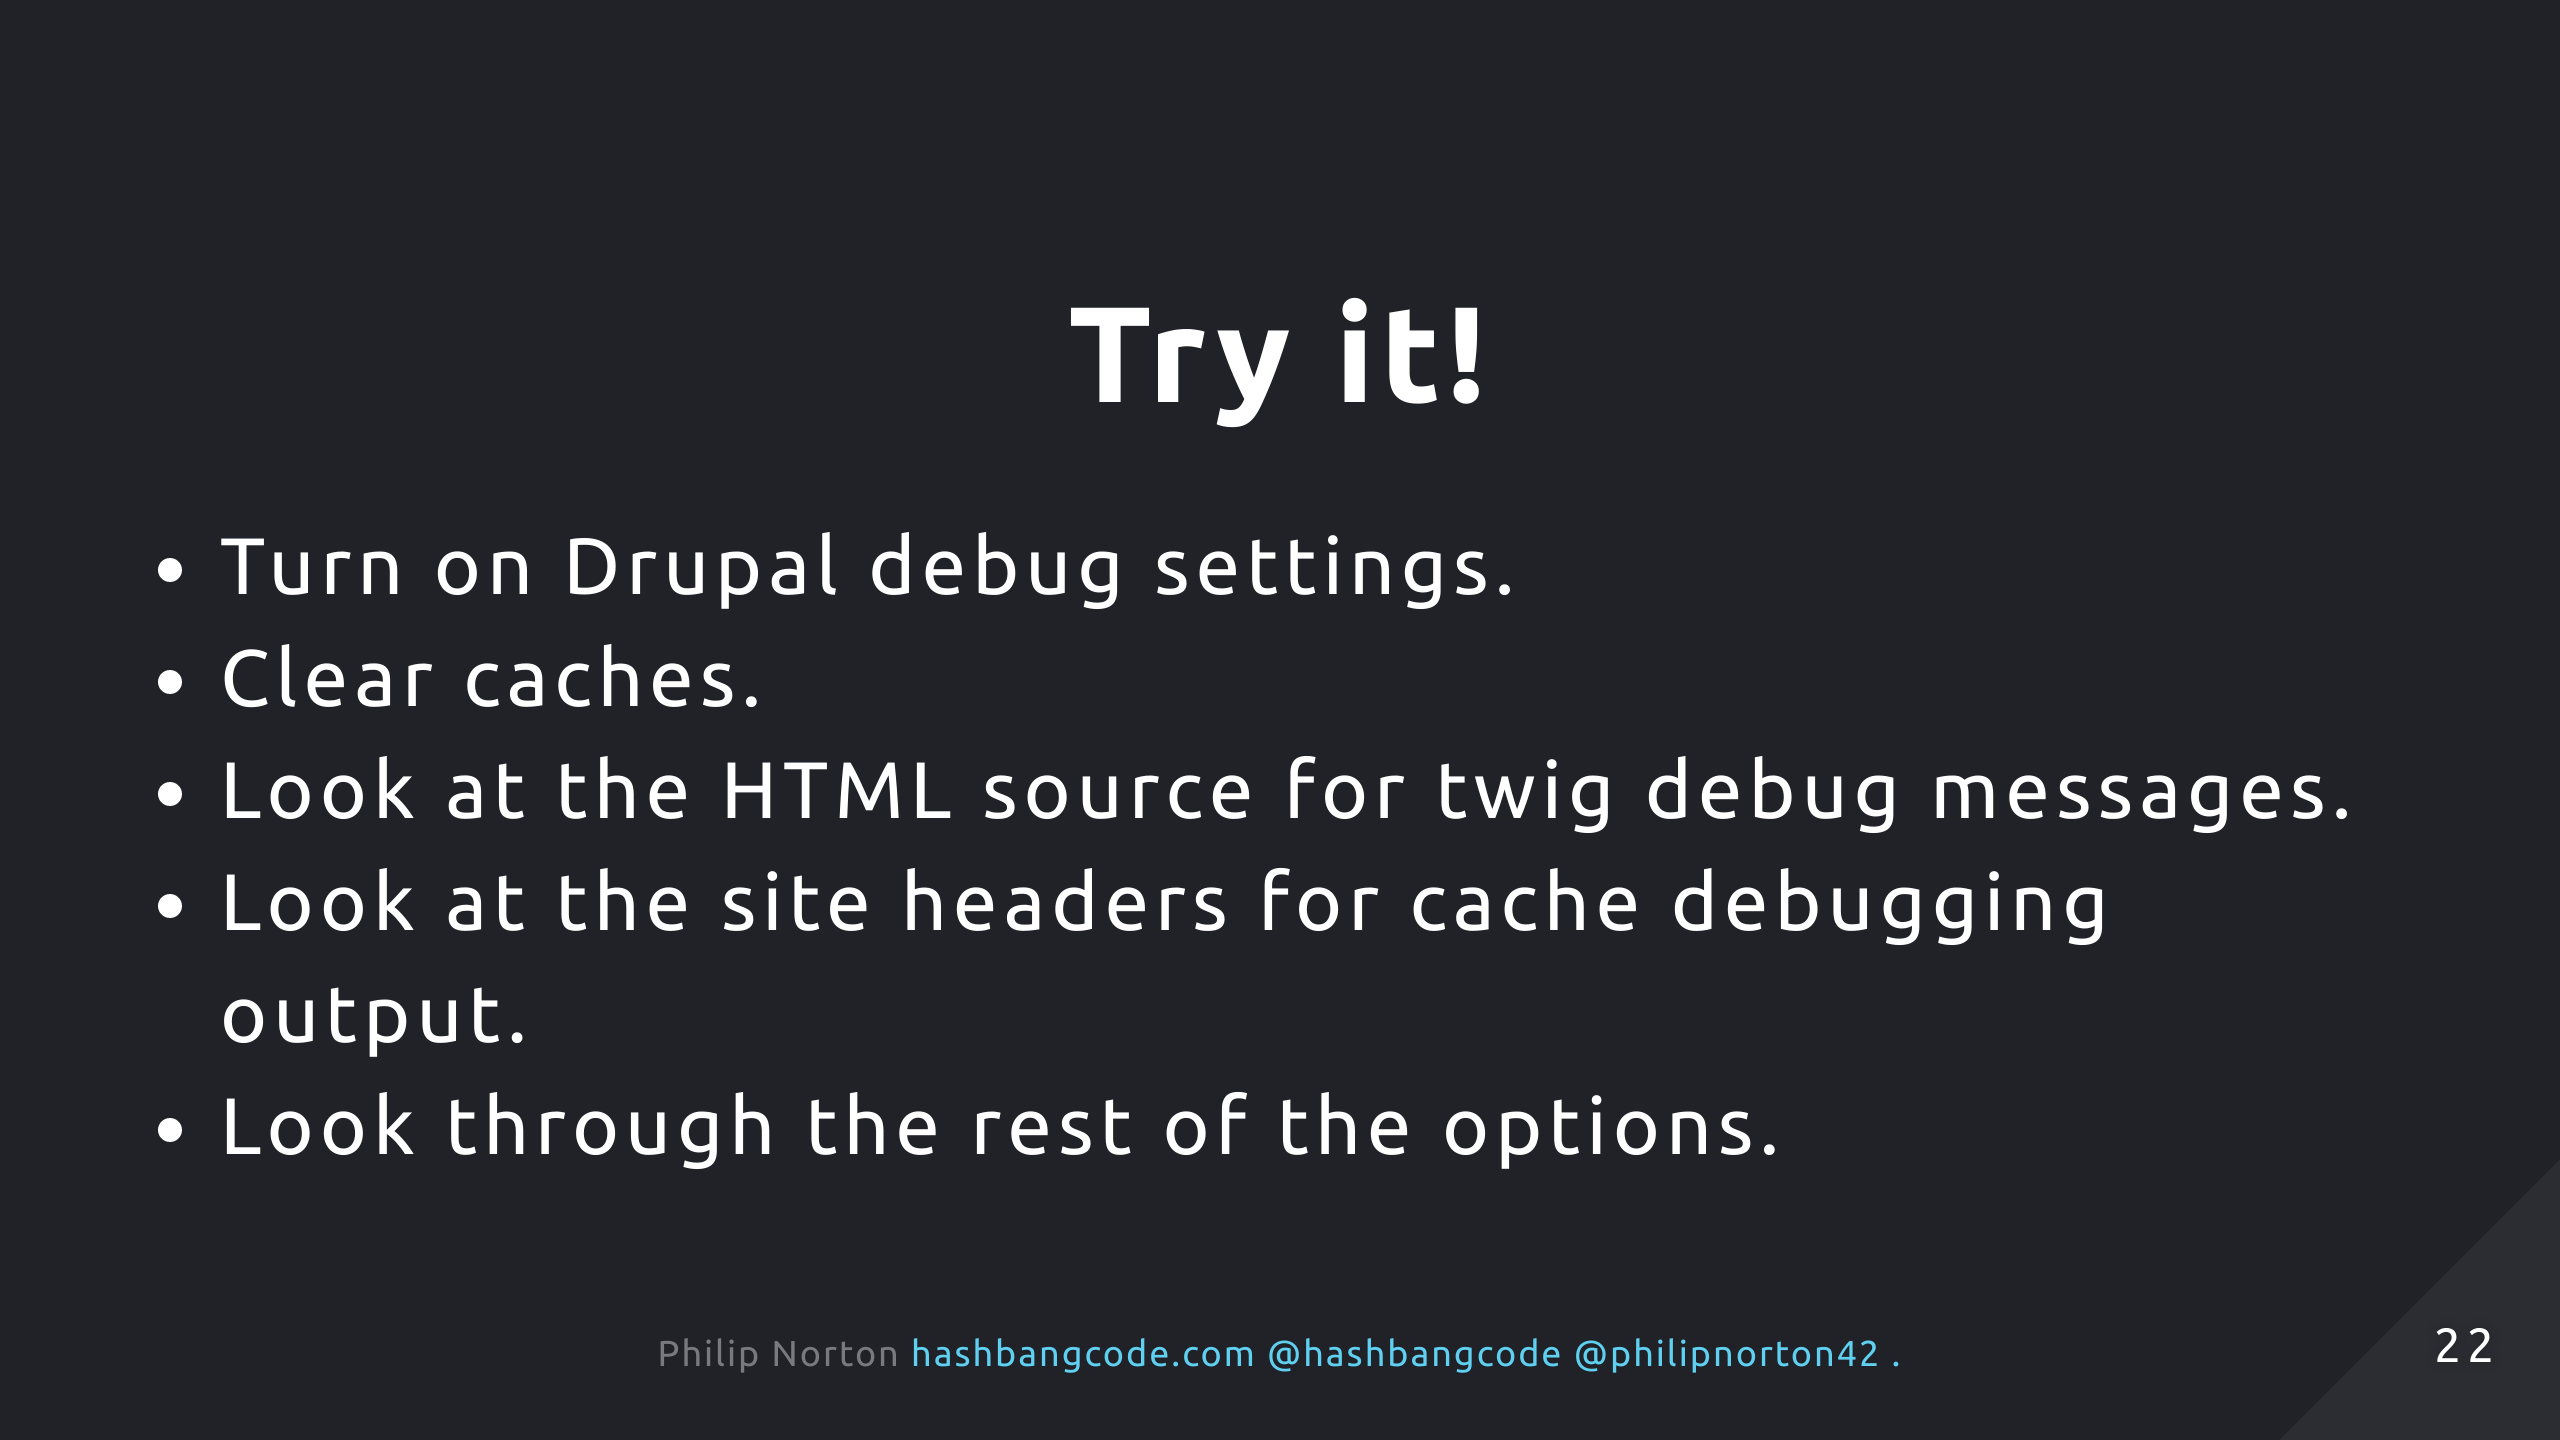 Try it!
• Turn on Drupal debug settings.
• Clear caches.
• Look at the HTML source for twig debug messages.
• Look at the site headers for cache debugging
output.
• Look through the rest of the options.
Philip Norton hashbangcode.com @hashbangcode @philipnorton42 .
22